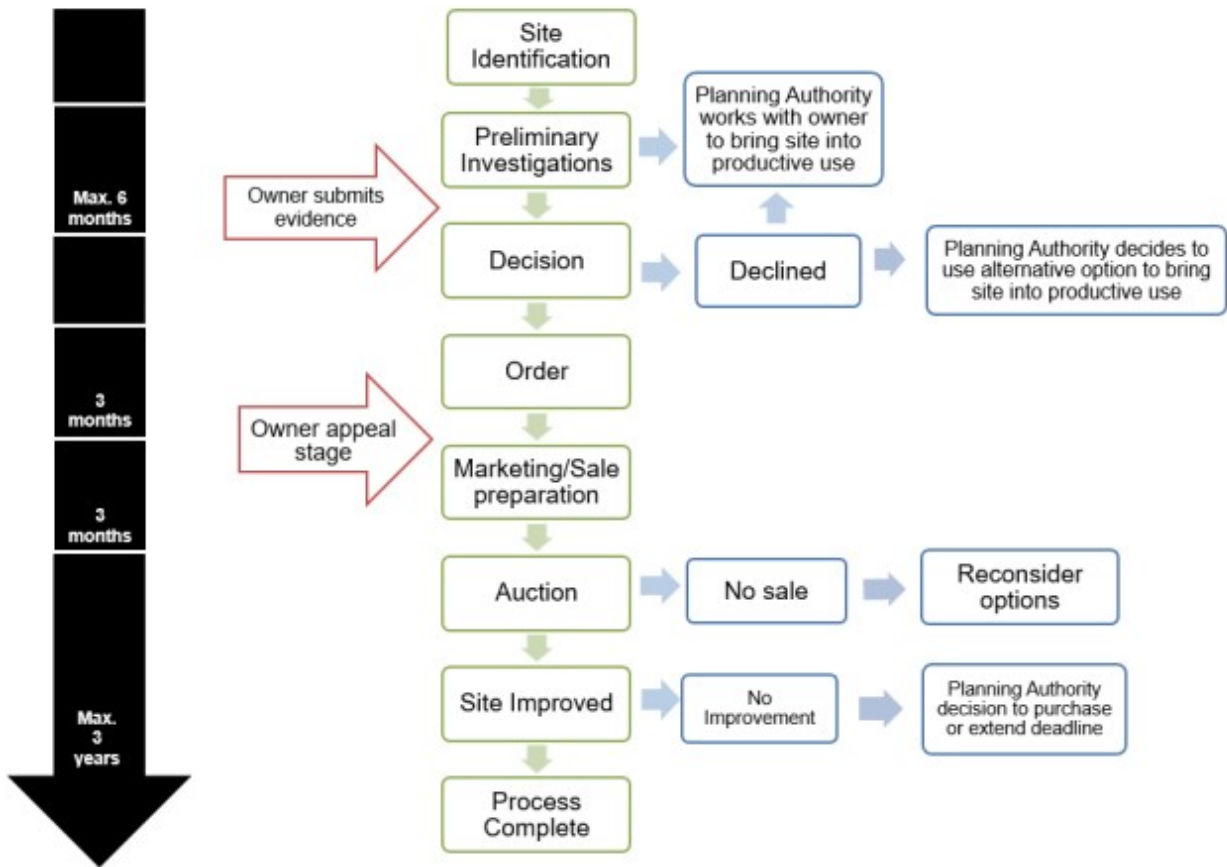 Site
Identification
Planning Authority
works with owner
to bring site into
productive use
Preliminary
Investigations
Max. 6
months
Owner submits
evidence
Decision
Declined
Planning Authority decides to
use alternative option to bring
site into productive use
Order
3
months
Owner appeal
stage
Marketing/Sale
preparation
3
months
Auction
No sale
Reconsider
options
Site Improved
No
Improvement
Planning Authority
decision to purchase
or extend deadline
Max.
3
years
Process
Complete